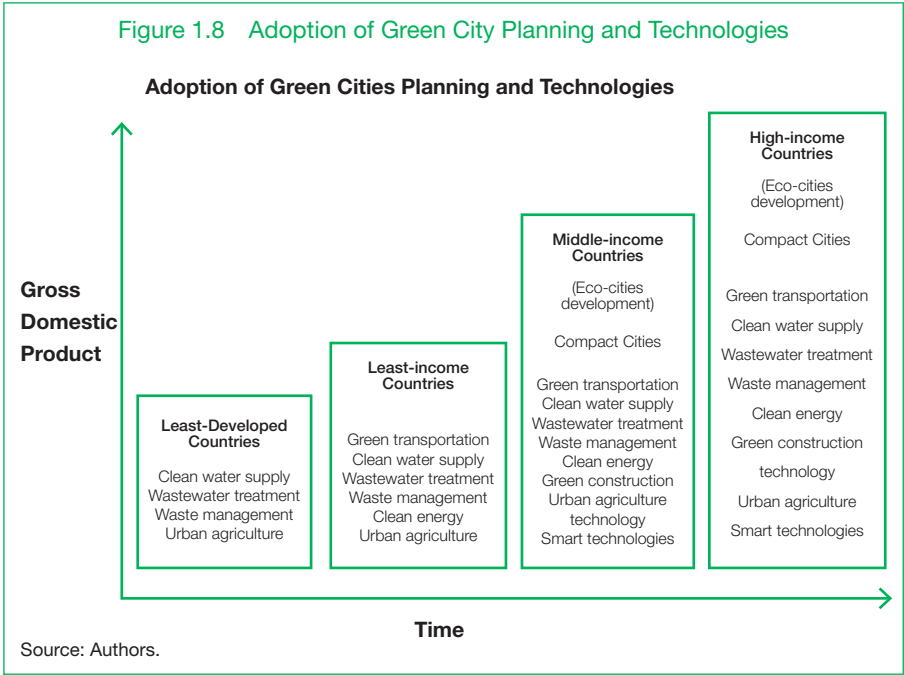 Figure 1.8 Adoption of Green City Planning and Technologies
Adoption of Green Cities Planning and Technologies
Gross
Domestic
Product
Least-Developed
Countries
Clean water supply
Wastewater treatment
Waste management
Urban agriculture
Least-income
Countries
Green transportation
Clean water supply
Wastewater treatment
Waste management
Clean energy
Urban agriculture
Middle-income
Countries
(Eco-cities
development)
Compact Cities
Green transportation
Clean water supply
Wastewater treatment
Waste management
Clean energy
Green construction
Urban agriculture
technology
Smart technologies
High-income
Countries
(Eco-cities
development)
Compact Cities
Green transportation
Clean water supply
Wastewater treatment
Waste management
Clean energy
Green construction
technology
Urban agriculture
Smart technologies
Time
Source: Authors.